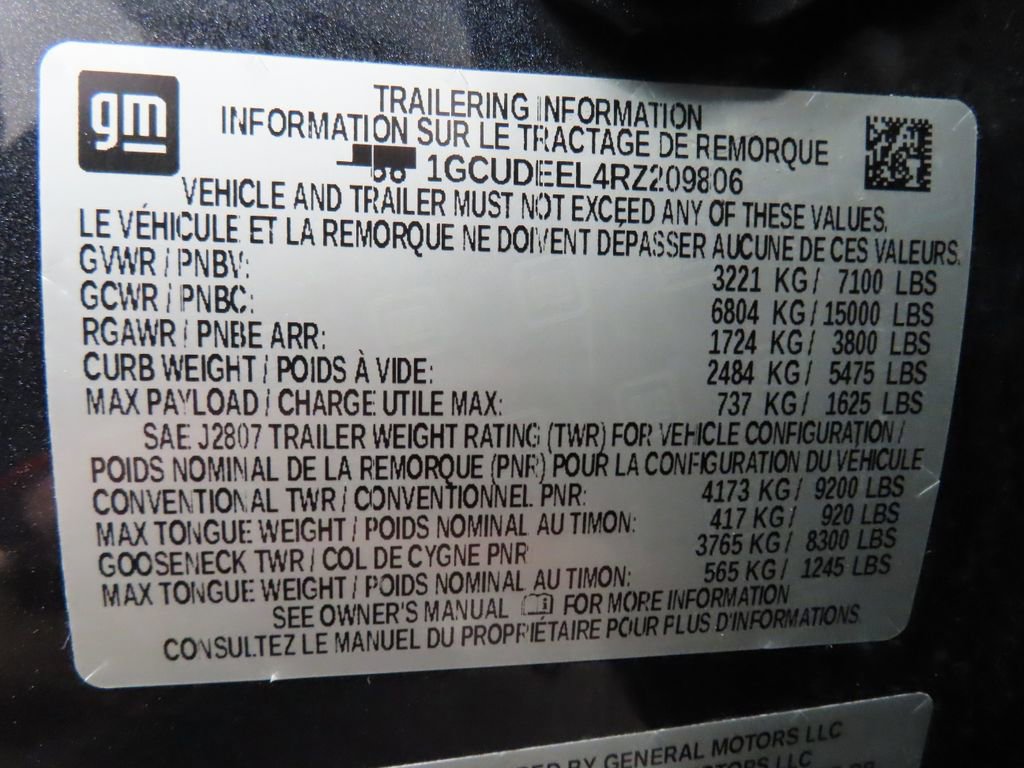 gm
TRAILERING INFORMATION
INFORMATION SUR LE TRACTAGE DE REMORQUE
1GCUDEEL4RZ209806
VEHICLE AND TRAILER MUST NOT EXCEED ANY OF THESE VALUES.
LE VÉHICULE ET LA REMORQUE NE DOIVENT DÉPASSER AUCUNE DE CES VALEURS.
GVWR / PNBV: 3221 KG / 7100 LBS
GCWR / PNBC: 6804 KG / 15000 LBS
RGAWR / PNBE ARR: 1724 KG / 3800 LBS
CURB WEIGHT / POIDS À VIDE: 2484 KG / 5475 LBS
MAX PAYLOAD / CHARGE UTILE MAX: 737 KG / 1625 LBS
SAE J2807 TRAILER WEIGHT RATING (TWR) FOR VEHICLE CONFIGURATION /
POIDS NOMINAL DE LA REMORQUE (PNR) POUR LA CONFIGURATION DU VÉHICULE
CONVENTIONAL TWR / CONVENTIONNEL PNR: 4173 KG / 9200 LBS
MAX TONGUE WEIGHT / POIDS NOMINAL AU TIMON: 417 KG / 920 LBS
GOOSENECK TWR / COL DE CYGNE PNR 3765 KG / 8300 LBS
MAX TONGUE WEIGHT / POIDS NOMINAL AU TIMON: 565 KG / 1245 LBS
SEE OWNER'S MANUAL FOR MORE INFORMATION
CONSULTEZ LE MANUEL DU PROPRIÉTAIRE POUR PLUS D'INFORMATIONS
BY GENERAL MOTORS LLC
MOTORS LLC